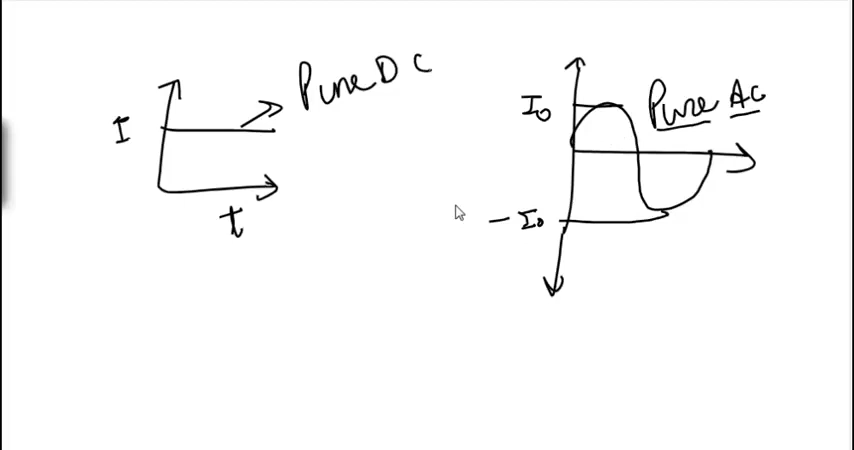 Pure DC
I
t
I₀
Pure AC
- I₀